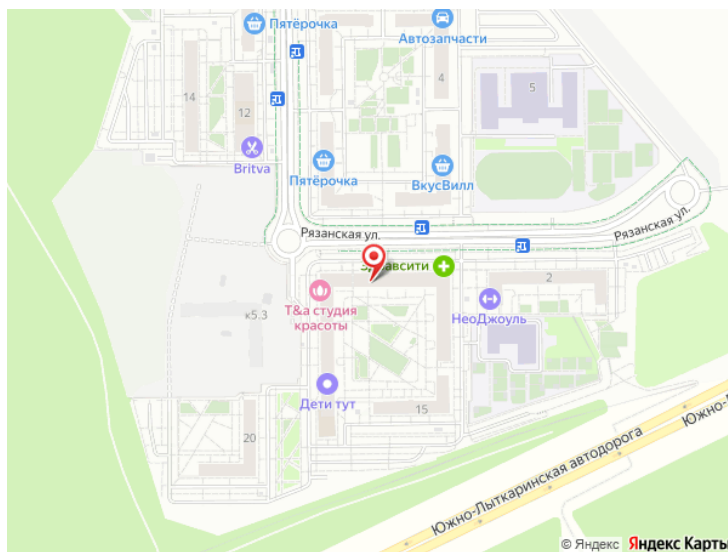 Пятёрочка
Автозапчасти
14
12
4
5
Britva
Пятёрочка
ВкусВилл
Рязанская ул.
Рязанская ул.
2
T&a студия
красоты
НеоДжоуль
к5.3
Дети тут
15
20
Южно-Лыткаринская автодорога
© Яндекс Яндекс Карты